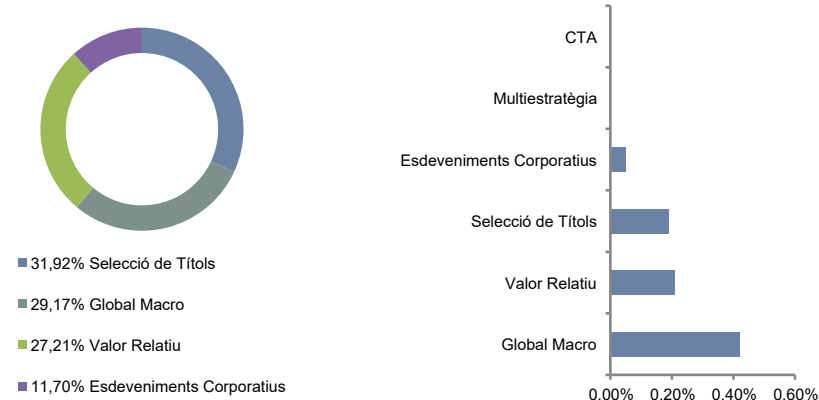 31,92% Selecció de Títols
29,17% Global Macro
27,21% Valor Relatiu
11,70% Esdeveniments Corporatius
CTA
Multiestratègia
Esdeveniments Corporatius
Selecció de Títols
Valor Relatiu
Global Macro
0.00% 0.20% 0.40% 0.60%